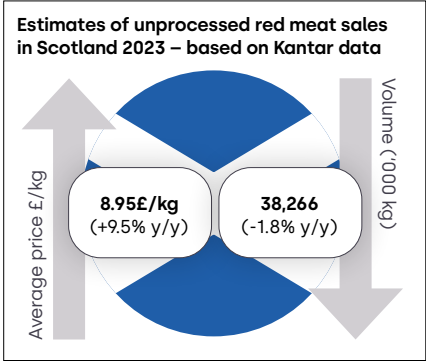 Estimates of unprocessed red meat sales
in Scotland 2023 – based on Kantar data
Average price £/kg
8.95£/kg
(+9.5% y/y)
38,266
(-1.8% y/y)
Volume ('000 kg)